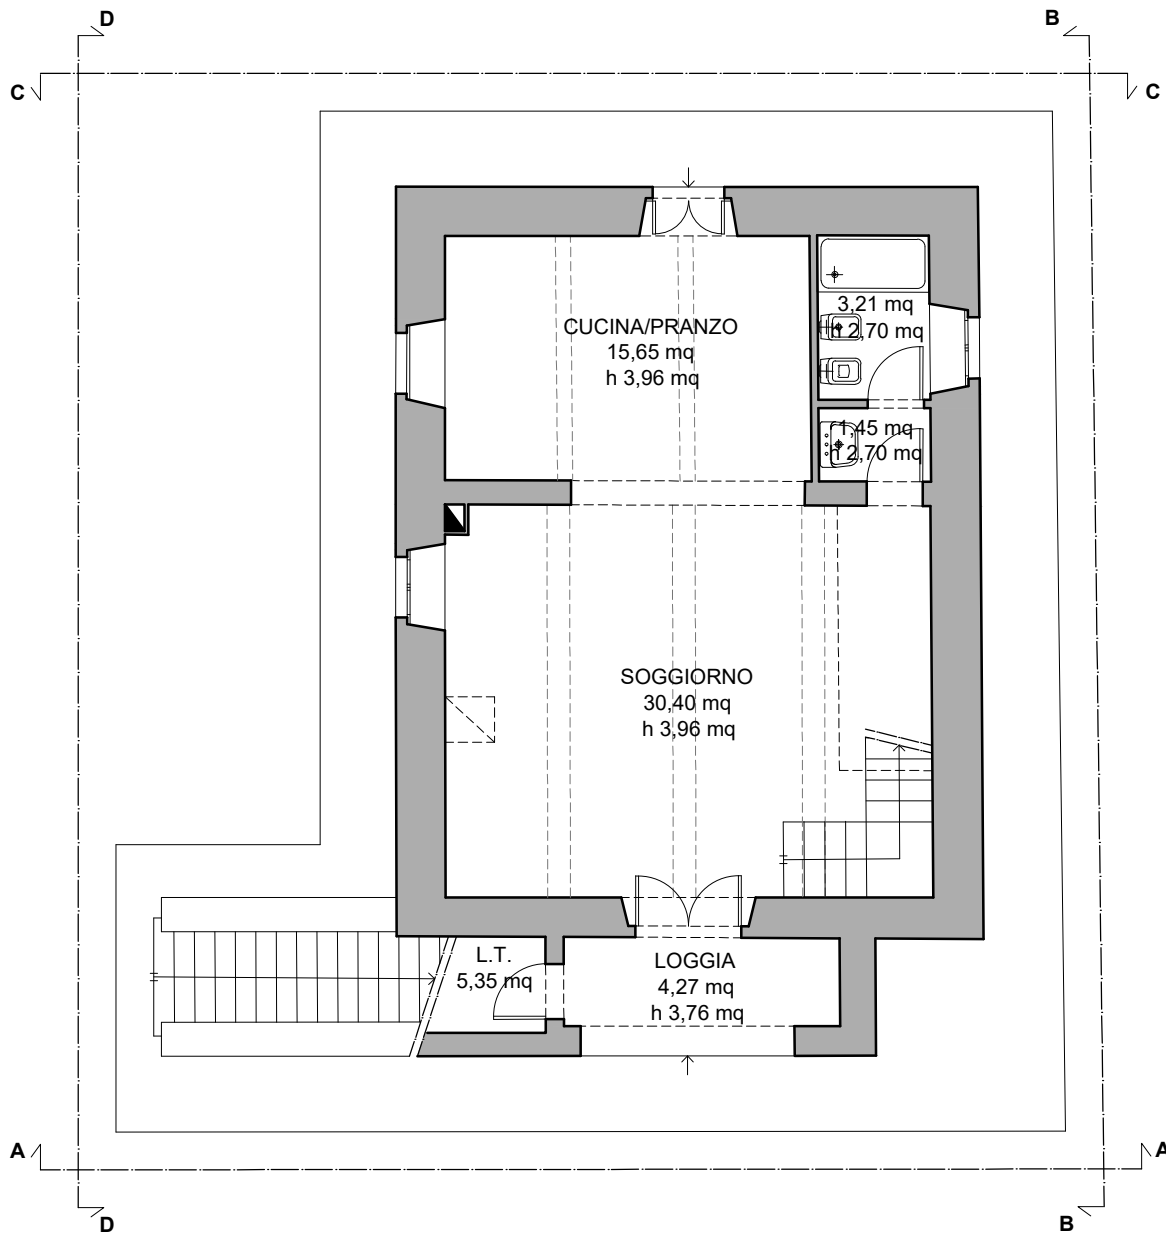 D
B
C
C
3,21 mq
h 2,70 mq
CUCINA/PRANZO
15,65 mq
h 3,96 mq
1,45 mq
h 2,70 mq
SOGGIORNO
30,40 mq
h 3,96 mq
L.T.
5,35 mq
LOGGIA
4,27 mq
h 3,76 mq
A
A
D
B